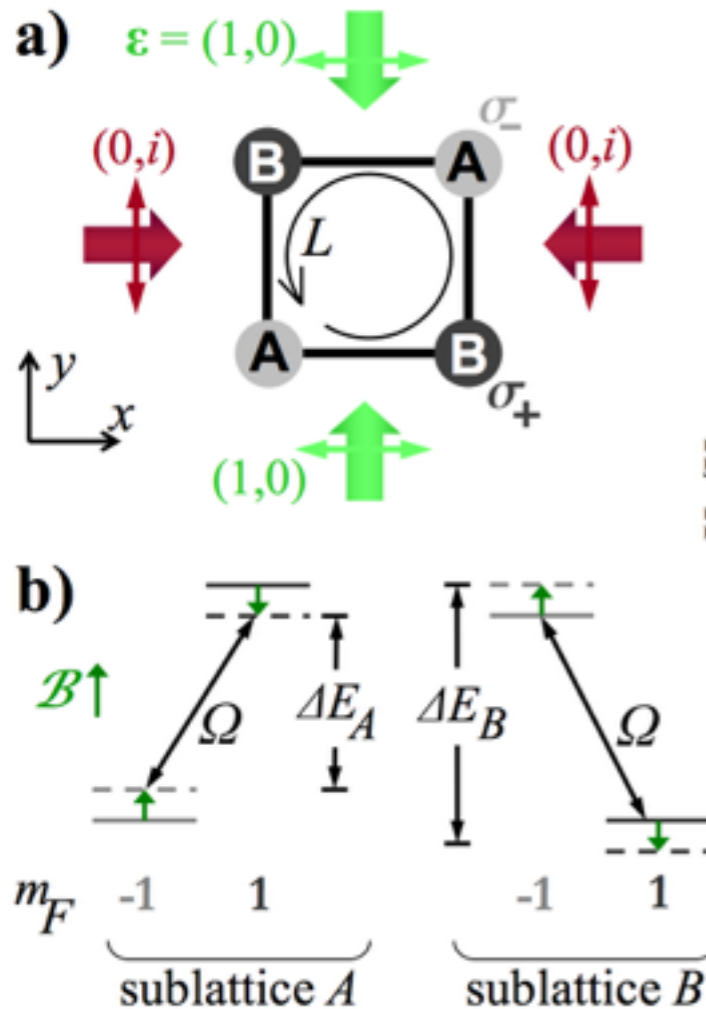 a)
ε = (1,0)
σ-
(0,i)
(0,i)
B
A
L
A
B
σ+
y
x
(1,0)
b)
ℬ
Ω
ΔE_A
ΔE_B
Ω
m_F -1 1 -1 1
sublattice A
sublattice B